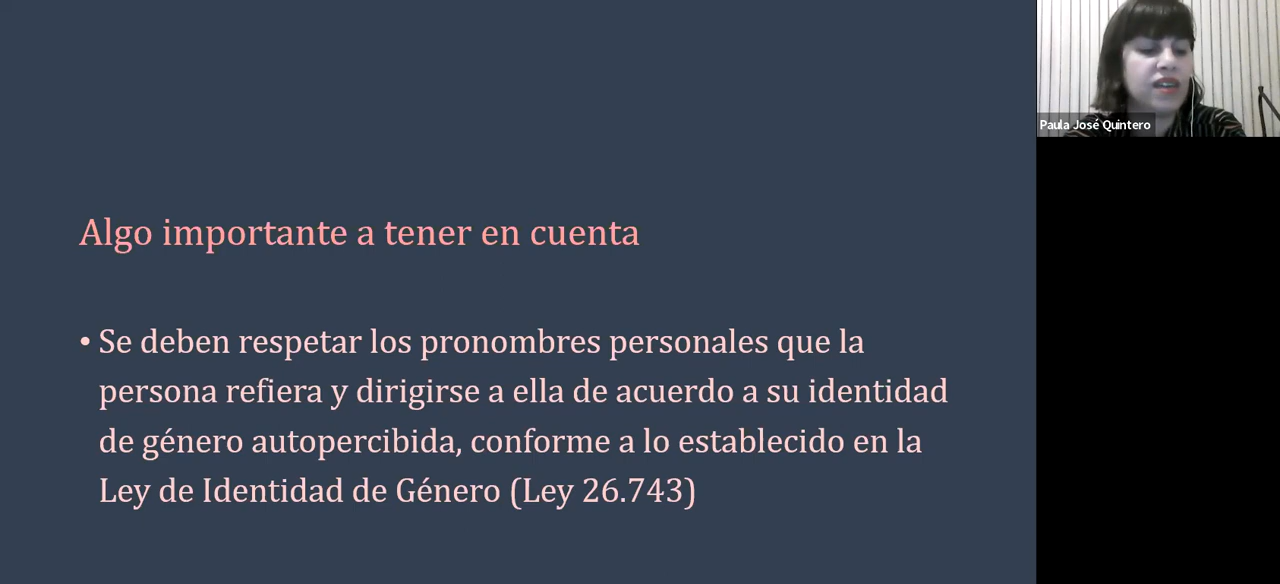 Algo importante a tener en cuenta
• Se deben respetar los pronombres personales que la
persona refiera y dirigirse a ella de acuerdo a su identidad
de género autopercibida, conforme a lo establecido en la
Ley de Identidad de Género (Ley 26.743)
Paula José Quintero